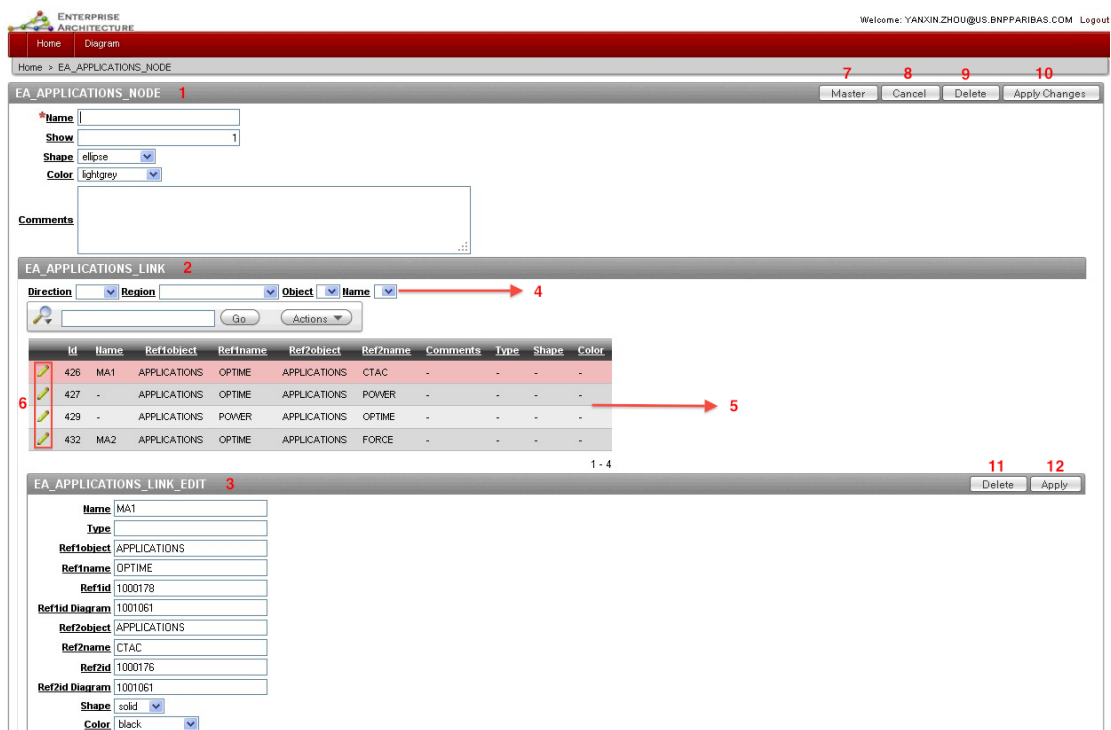 ENTERPRISE
ARCHITECTURE
Welcome: YANXIN.ZHOU@US.BNPPARIBAS.COM Logout
Home Diagram
Home > EA_APPLICATIONS_NODE
7 8 9 10
EA_APPLICATIONS_NODE 1 Master Cancel Delete Apply Changes
*Name
Show 1
Shape ellipse
Color lightgrey
Comments
EA_APPLICATIONS_LINK 2
Direction Region Object Name 4
Go Actions
Id Name Ref1object Ref1name Ref2object Ref2name Comments Type Shape Color
426 MA1 APPLICATIONS OPTIME APPLICATIONS CTAC - - - -
427 - APPLICATIONS OPTIME APPLICATIONS POWER - - - -
6 5
429 - APPLICATIONS POWER APPLICATIONS OPTIME - - - -
432 MA2 APPLICATIONS OPTIME APPLICATIONS FORCE - - - -
1 - 4
11 12
EA_APPLICATIONS_LINK_EDIT 3 Delete Apply
Name MA1
Type
Ref1object APPLICATIONS
Ref1name OPTIME
Ref1id 1000178
Ref1id Diagram 1001061
Ref2object APPLICATIONS
Ref2name CTAC
Ref2id 1000176
Ref2id Diagram 1001061
Shape solid
Color black